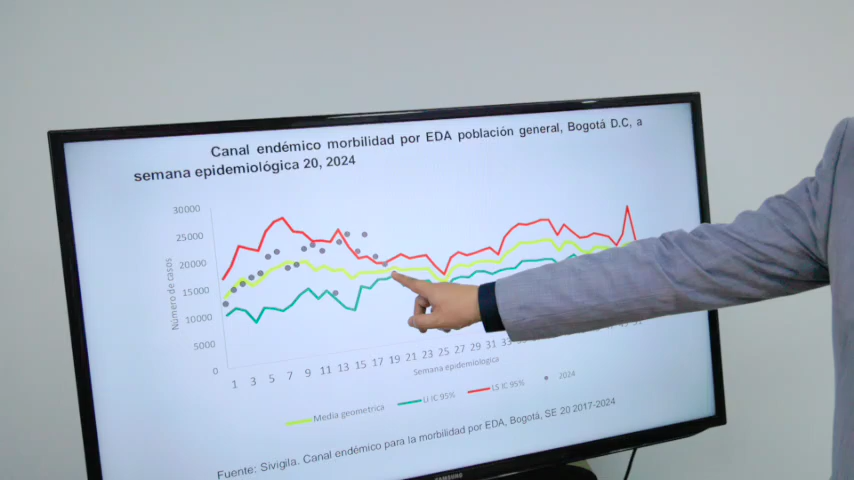 Canal endémico morbilidad por EDA población general, Bogotá D.C, a
semana epidemiológica 20, 2024
30000
25000
20000
15000
10000
5000
0
Número de casos
1 3 5 7 9 11 13 15 17 19 21 23 25 27 29 31 33
Semana epidemiologica
Media geometrica LI IC 95% LS IC 95% 2024
Fuente: Sivigila. Canal endémico para la morbilidad por EDA, Bogotá, SE 20 2017-2024
SAMSUNG